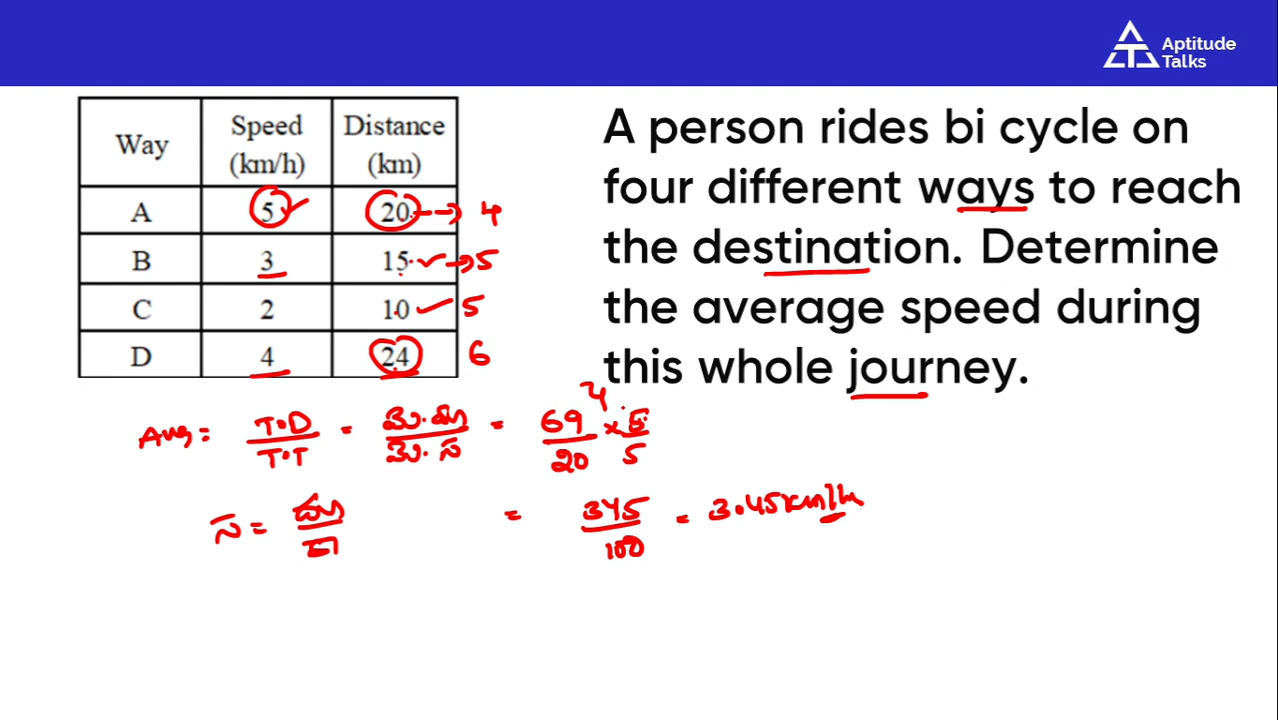 Aptitude
Talks
Way Speed (km/h) Distance (km)
A 5 20 → 4
B 3 15 → 5
C 2 10 5
D 4 24 6
A person rides bi cycle on
four different ways to reach
the destination. Determine
the average speed during
this whole journey.
Avg = T.D/T.T = = 69/20 × 5/5
= 345/100 = 3.45km/hr